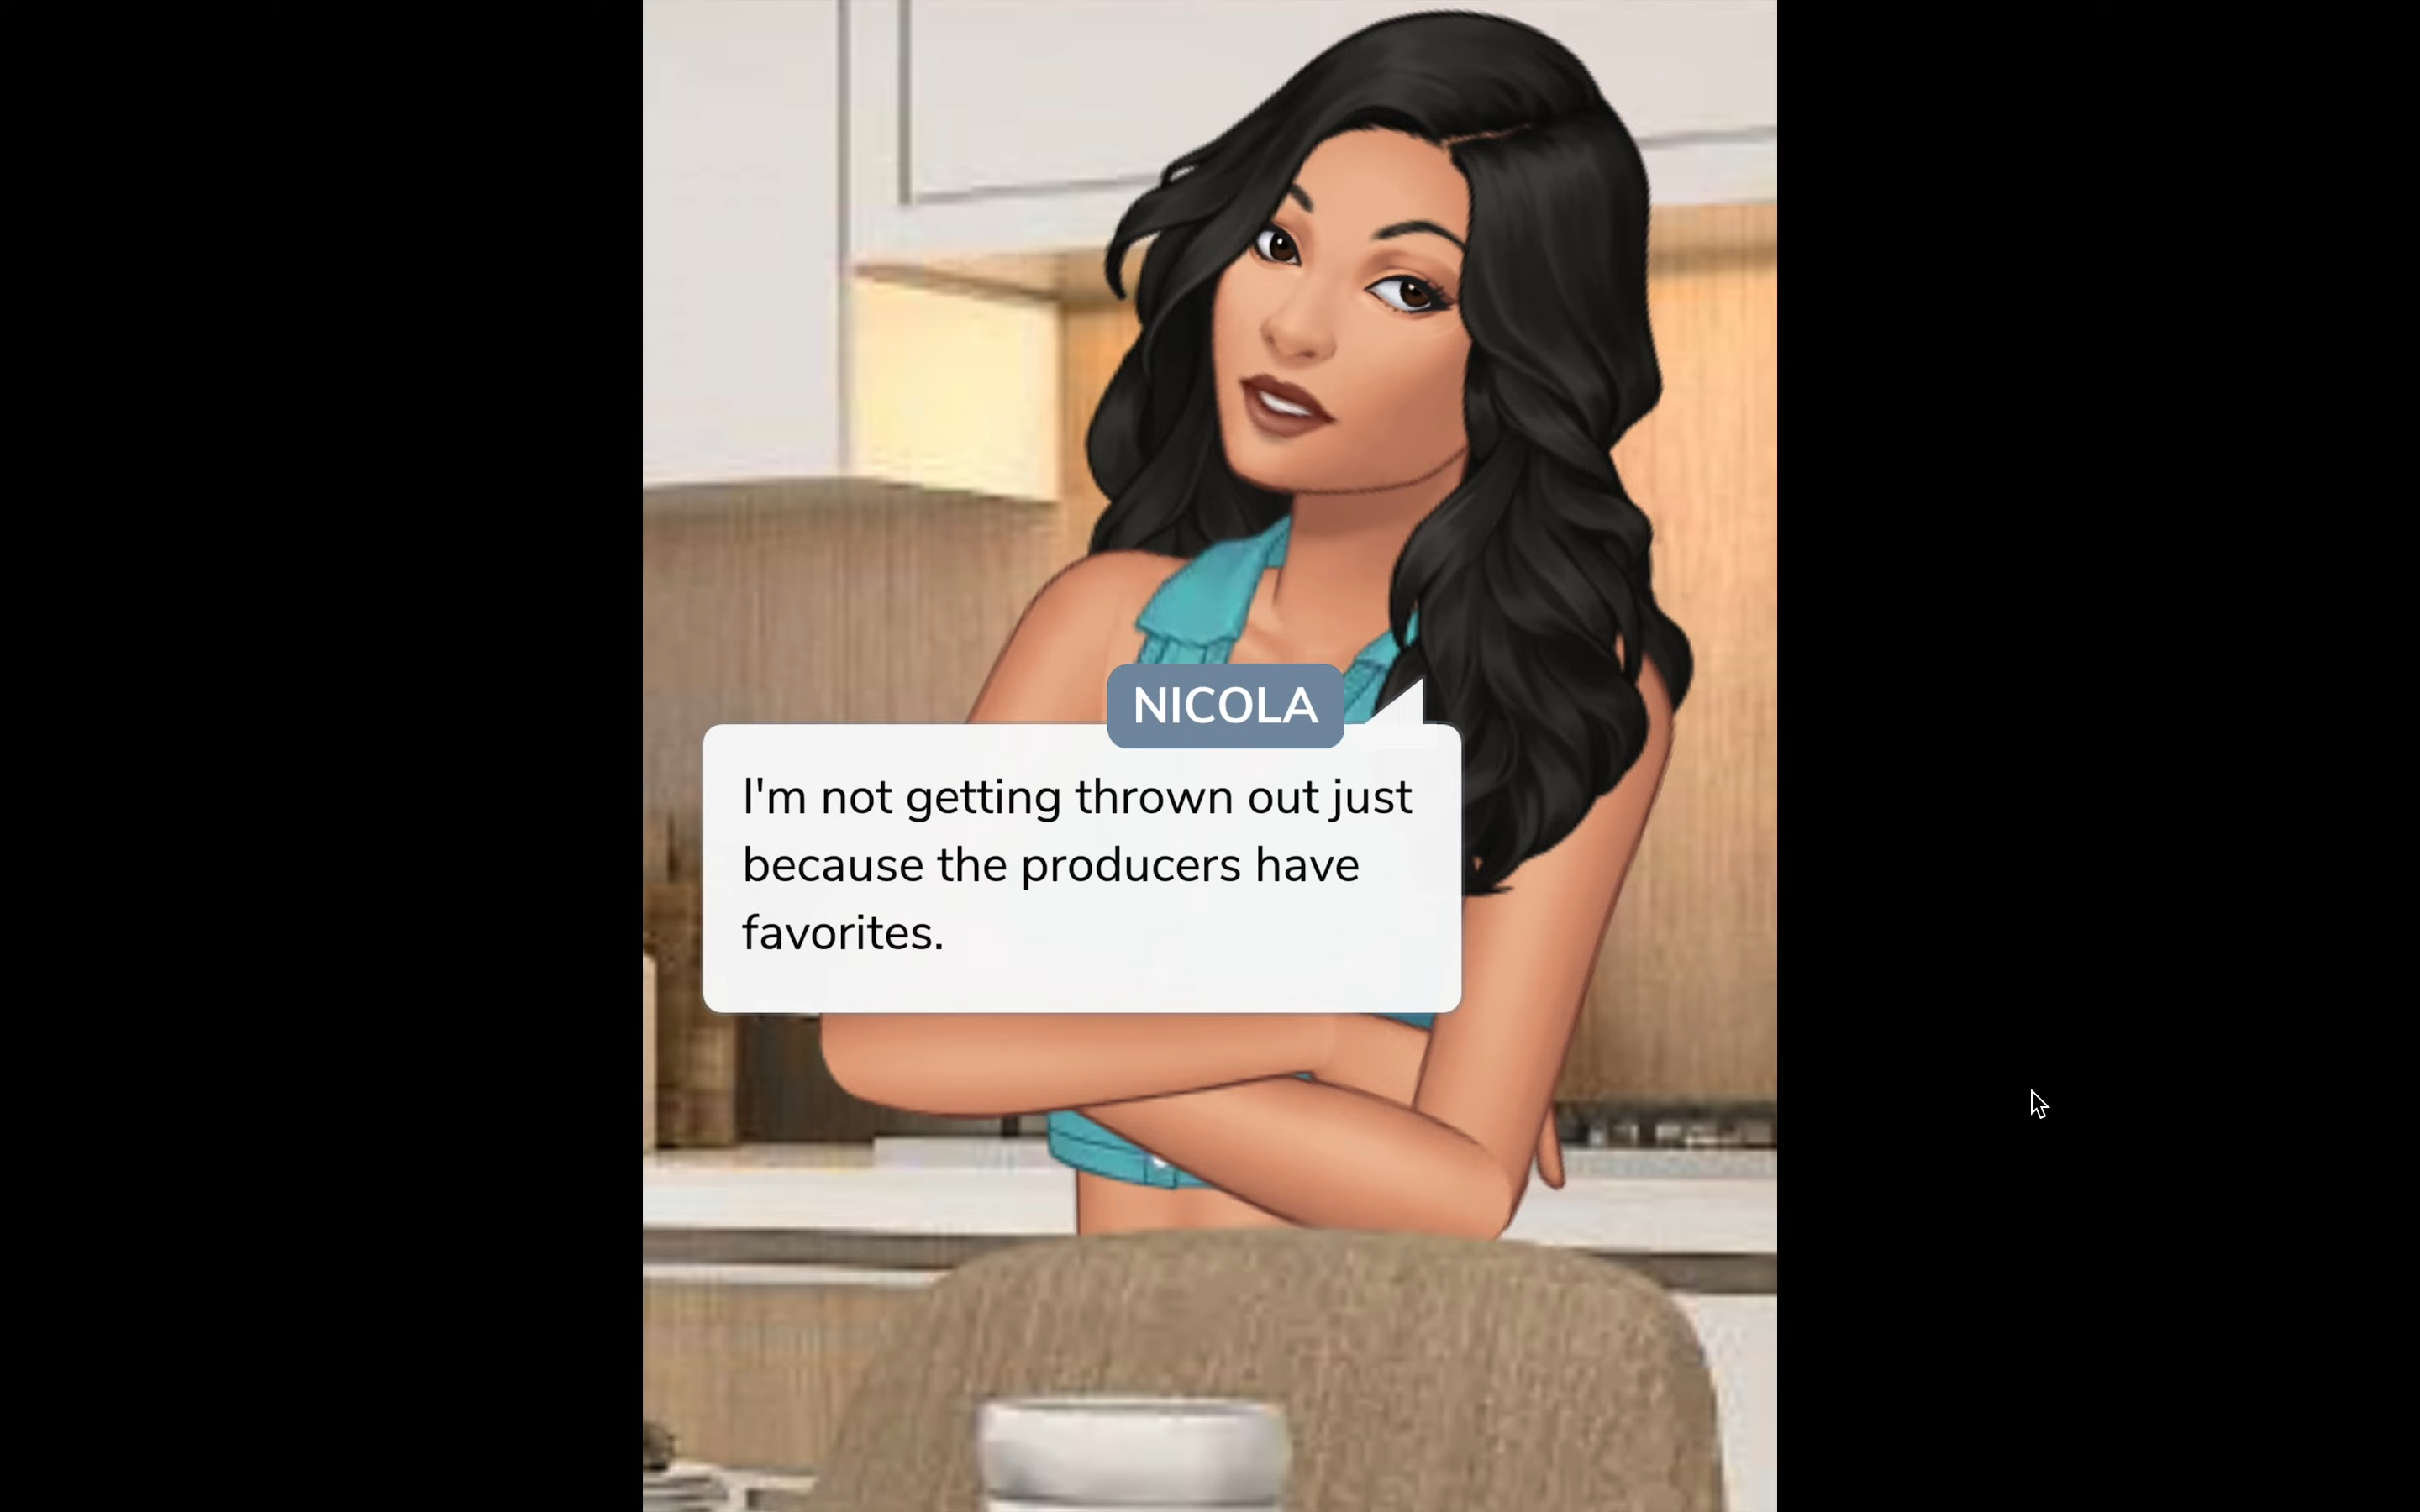 NICOLA
I'm not getting thrown out just
because the producers have
favorites.